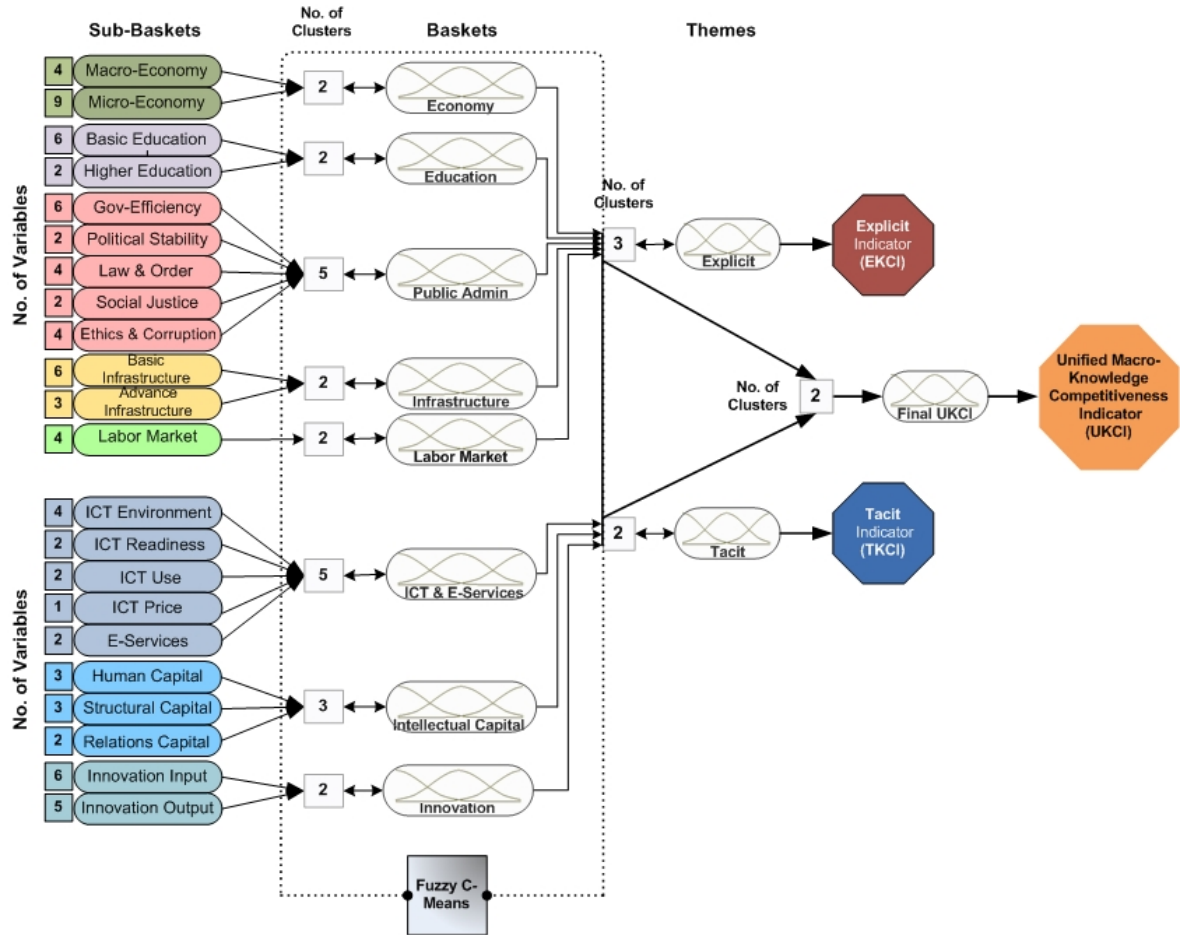 Sub-Baskets
No. of
Clusters
Baskets
Themes
No. of Variables
4 Macro-Economy
9 Micro-Economy
2
Economy
6 Basic Education
2 Higher Education
2
Education
6 Gov-Efficiency
2 Political Stability
4 Law & Order
2 Social Justice
4 Ethics & Corruption
5
Public Admin
6 Basic
Infrastructure
3 Advance
Infrastructure
2
Infrastructure
4 Labor Market
2
Labor Market
No. of
Clusters
3
Explicit
Explicit
Indicator
(EKCI)
No. of
Clusters
2
Final UKCI
Unified Macro-
Knowledge
Competitiveness
Indicator
(UKCI)
No. of Variables
4 ICT Environment
2 ICT Readiness
2 ICT Use
1 ICT Price
2 E-Services
5
ICT & E-Services
2
Tacit
Tacit
Indicator
(TKCI)
3 Human Capital
3 Structural Capital
2 Relations Capital
3
Intellectual Capital
6 Innovation Input
5 Innovation Output
2
Innovation
Fuzzy C-
Means